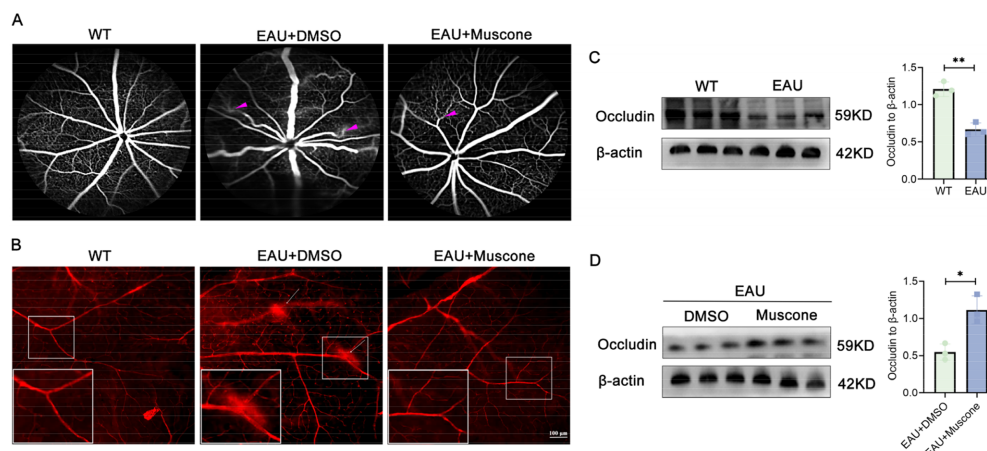 A
WT
EAU+DMSO
EAU+Muscone
B
WT
EAU+DMSO
EAU+Muscone
100 μm
C
WT EAU
Occludin 59KD
β-actin 42KD
Occludin to β-actin
1.5
1.0
0.5
0.0
**
WT EAU
D
EAU
DMSO Muscone
Occludin 59KD
β-actin 42KD
Occludin to β-actin
1.5
1.0
0.5
0.0
*
EAU+DMSO
EAU+Muscone